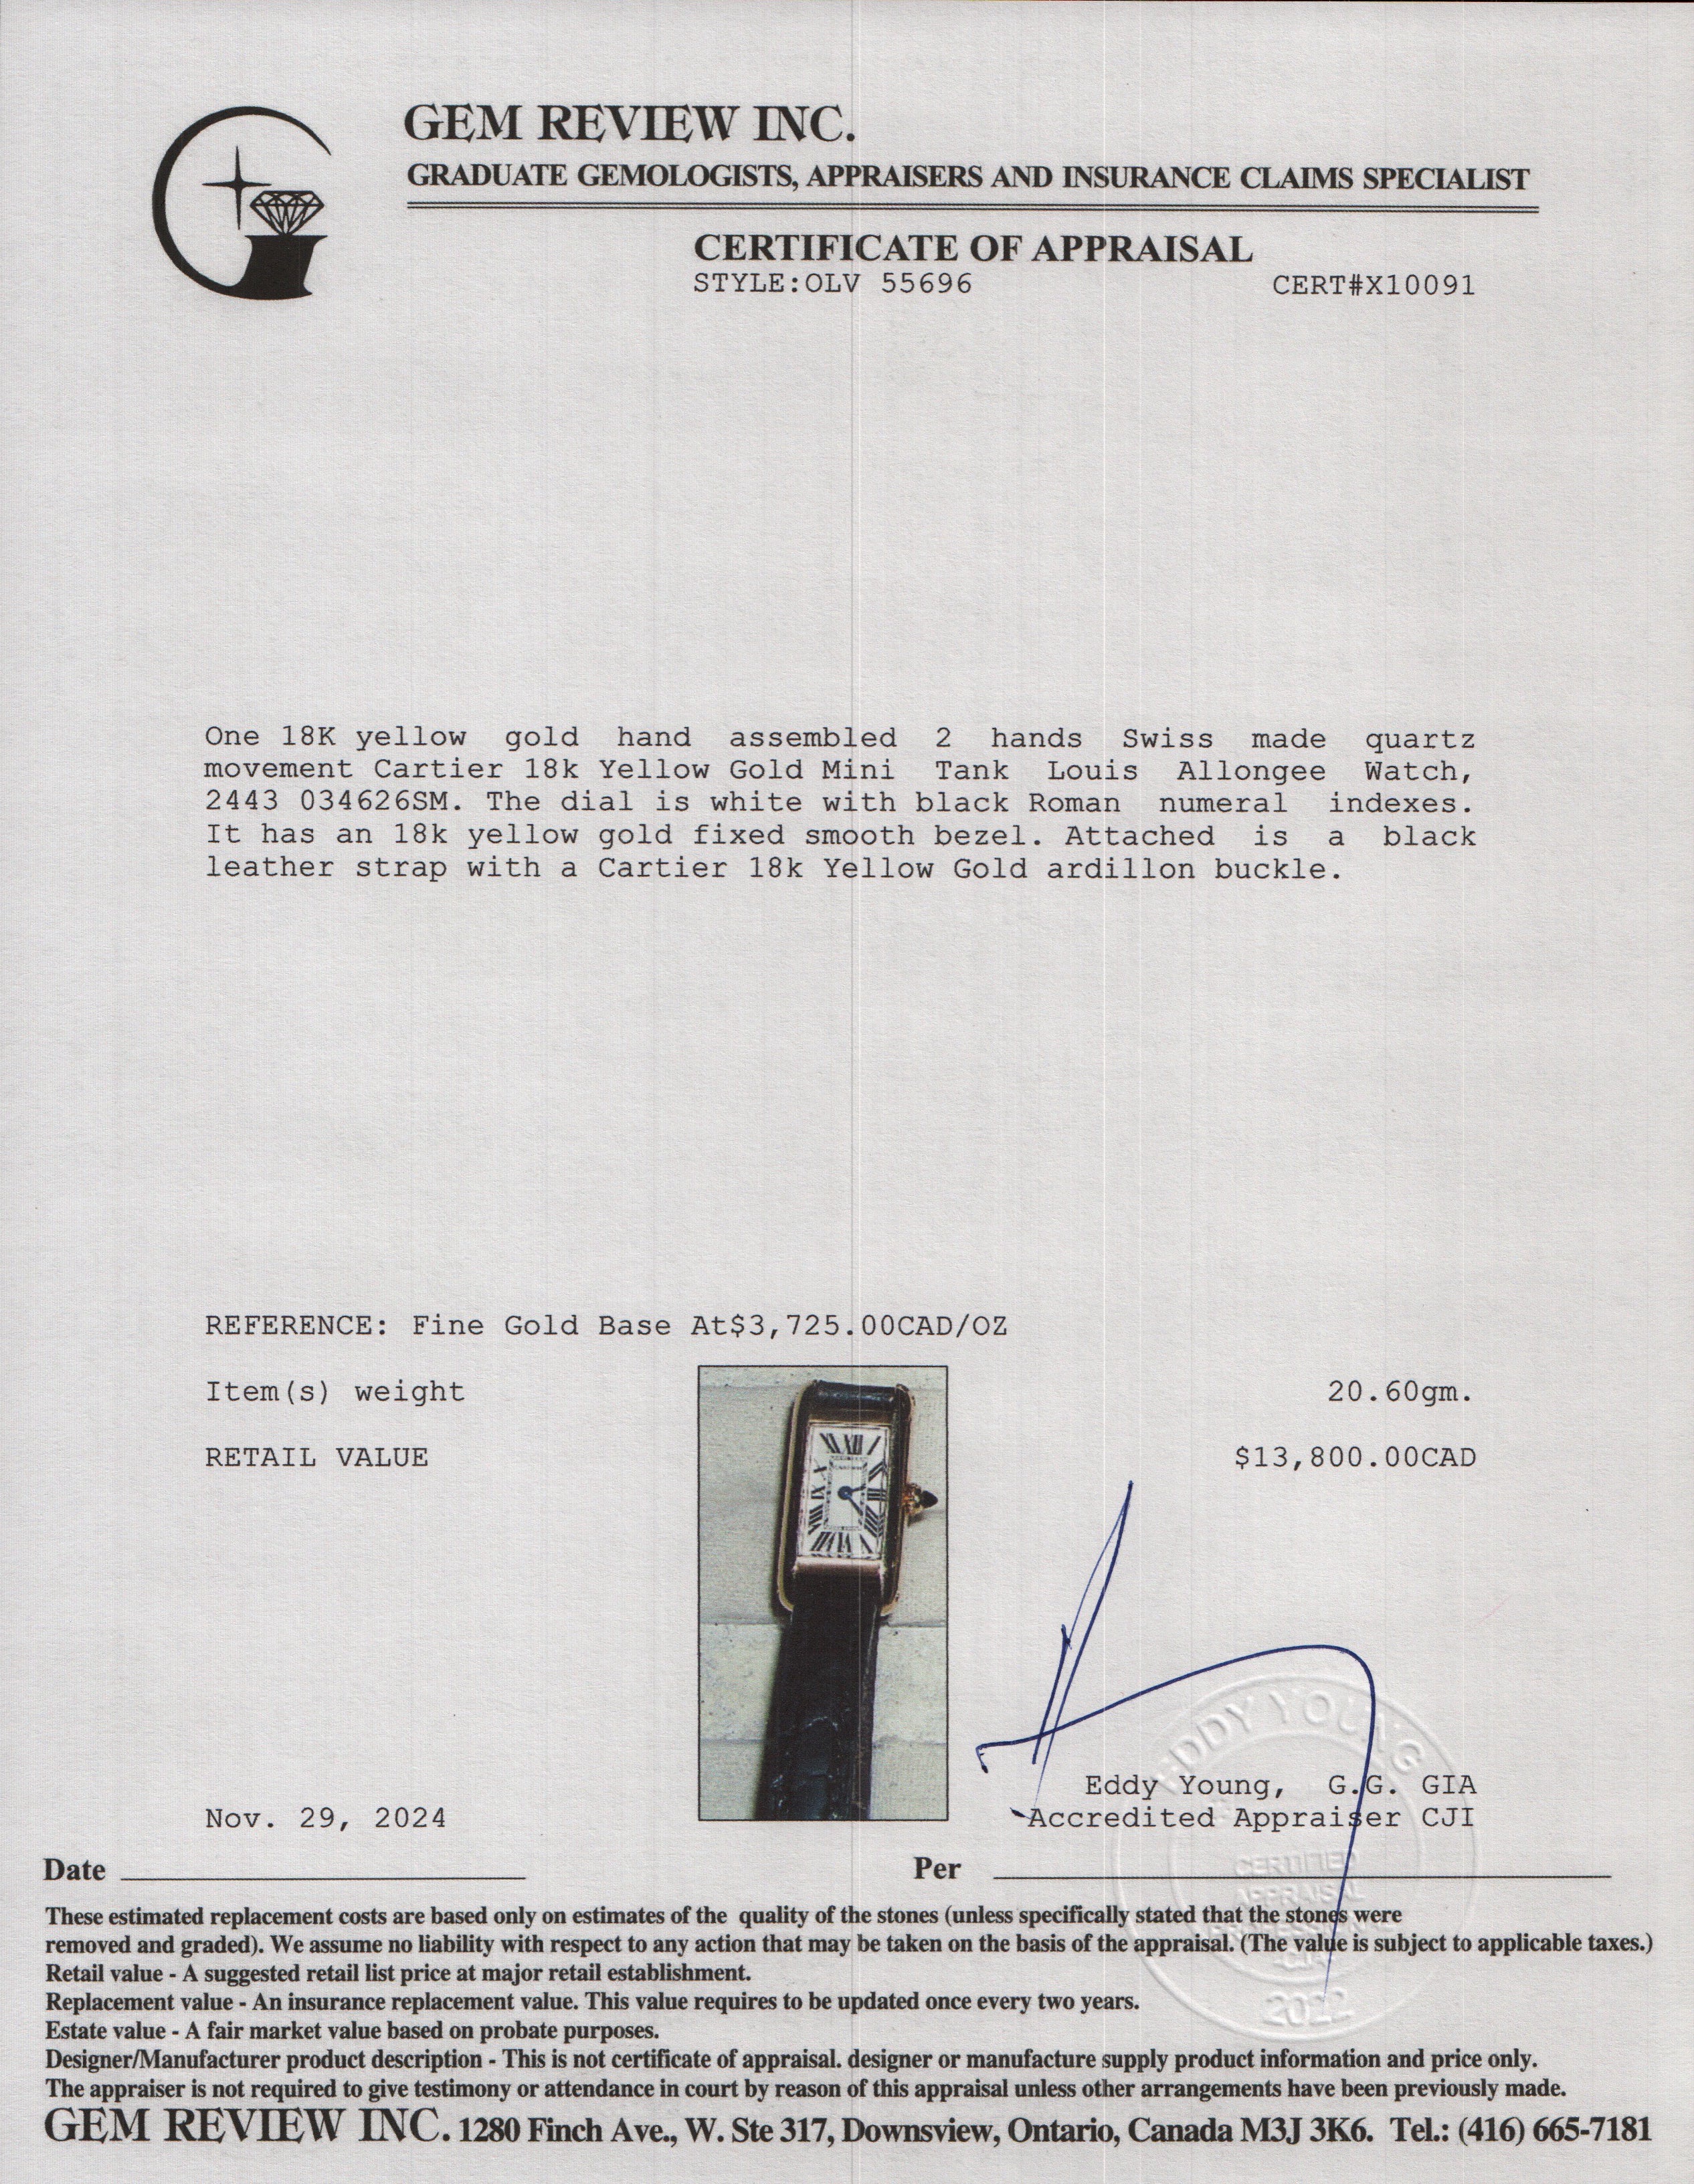 GEM REVIEW INC.
GRADUATE GEMOLOGISTS, APPRAISERS AND INSURANCE CLAIMS SPECIALIST
CERTIFICATE OF APPRAISAL
STYLE:OLV 55696 CERT#X10091
One 18K yellow gold hand assembled 2 hands Swiss made quartz
movement Cartier 18k Yellow Gold Mini Tank Louis Allongee Watch,
2443 034626SM. The dial is white with black Roman numeral indexes.
It has an 18k yellow gold fixed smooth bezel. Attached is a black
leather strap with a Cartier 18k Yellow Gold ardillon buckle.
REFERENCE: Fine Gold Base At$3,725.00CAD/OZ
Item(s) weight 20.60gm.
RETAIL VALUE $13,800.00CAD
EDDY YOUNG
Eddy Young, G.G. GIA
Nov. 29, 2024 Accredited Appraiser CJI
Date Per
CERTIFIED
APPRAISAL
2022
These estimated replacement costs are based only on estimates of the quality of the stones (unless specifically stated that the stones were
removed and graded). We assume no liability with respect to any action that may be taken on the basis of the appraisal. (The value is subject to applicable taxes.)
Retail value - A suggested retail list price at major retail establishment.
Replacement value - An insurance replacement value. This value requires to be updated once every two years.
Estate value - A fair market value based on probate purposes.
Designer/Manufacturer product description - This is not certificate of appraisal. designer or manufacture supply product information and price only.
The appraiser is not required to give testimony or attendance in court by reason of this appraisal unless other arrangements have been previously made.
GEM REVIEW INC. 1280 Finch Ave., W. Ste 317, Downsview, Ontario, Canada M3J 3K6. Tel.: (416) 665-7181